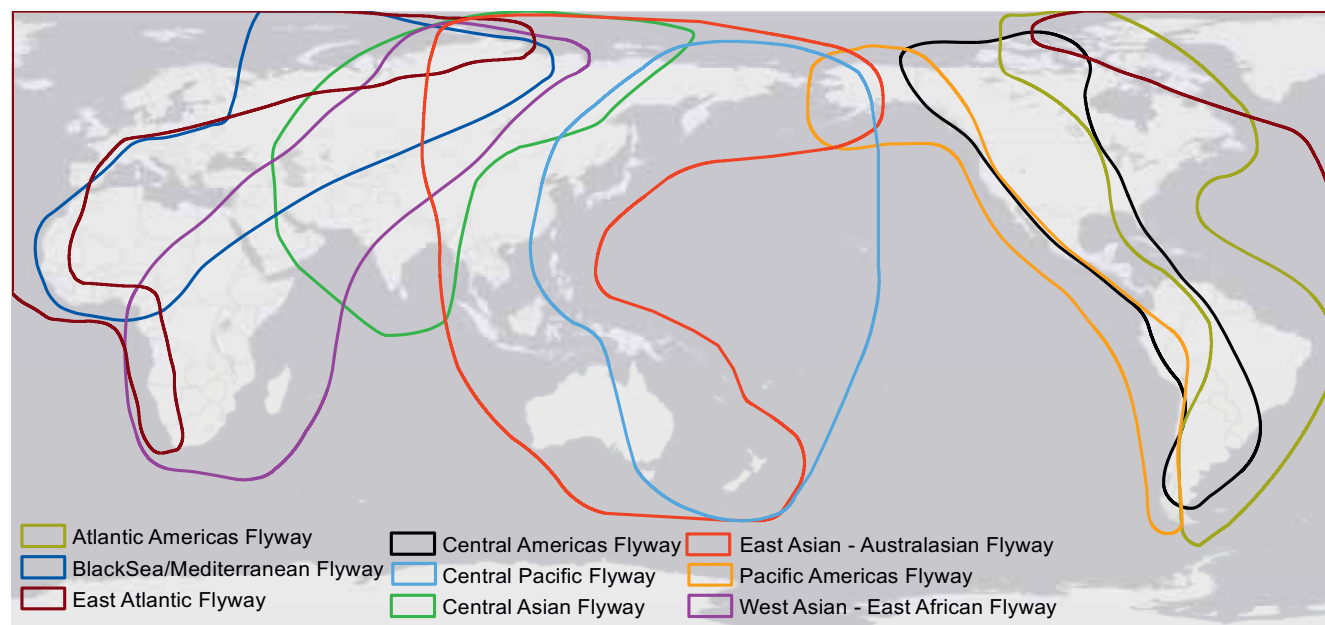 Atlantic Americas Flyway
BlackSea/Mediterranean Flyway
East Atlantic Flyway
Central Americas Flyway
Central Pacific Flyway
Central Asian Flyway
East Asian - Australasian Flyway
Pacific Americas Flyway
West Asian - East African Flyway